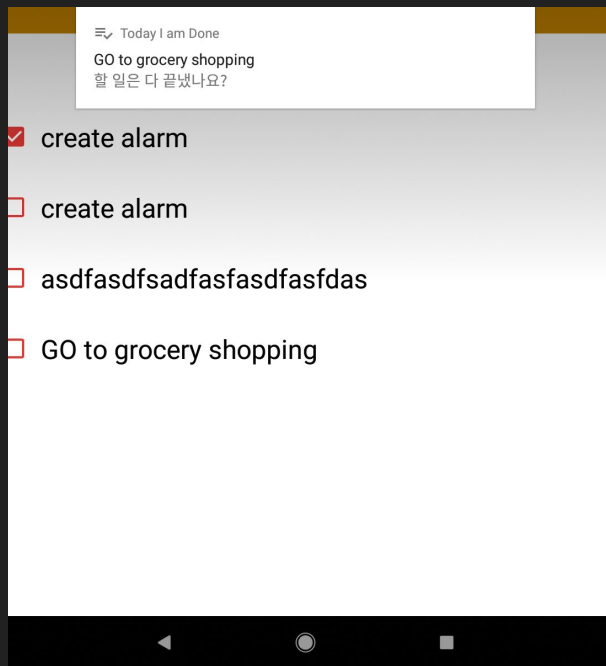 Today I am Done
GO to grocery shopping
할 일은 다 끝냈나요?
create alarm
create alarm
asdfasdfsadfasfasdfasfdas
GO to grocery shopping